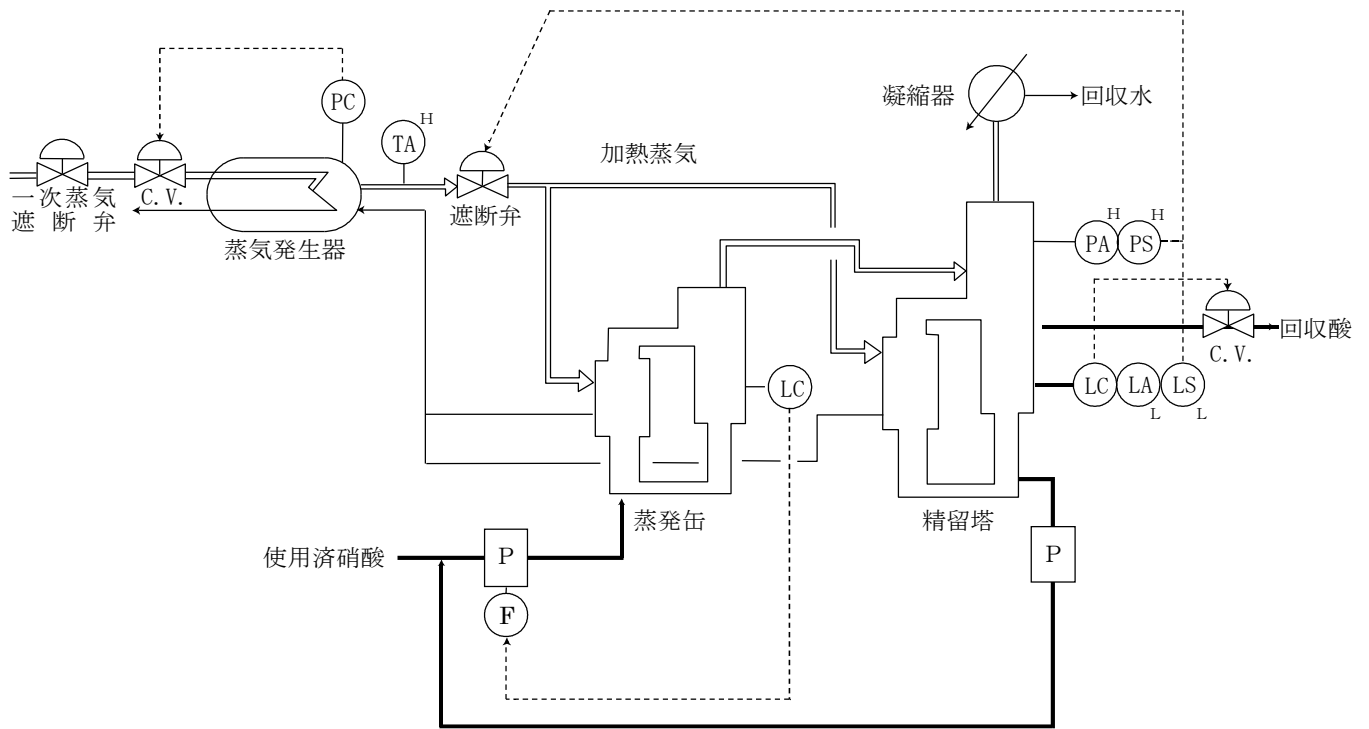 凝縮器
回収水
PC
H
TA
加熱蒸気
一次蒸気
遮断弁
C.V.
蒸気発生器
遮断弁
H
H
PA
PS
回収酸
C.V.
LC
LC
LA
LS
L
L
蒸発缶
精留塔
使用済硝酸
P
P
F